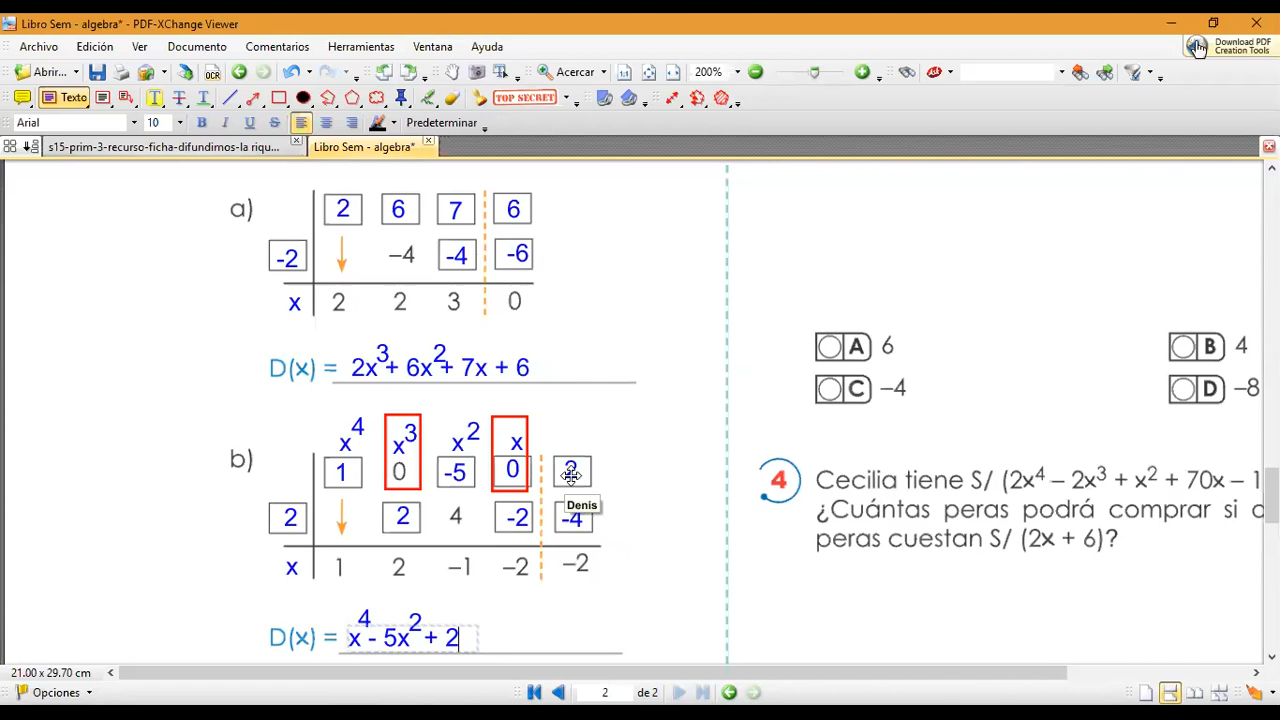 Libro Sem - algebra* - PDF-XChange Viewer
Archivo Edición Ver Documento Comentarios Herramientas Ventana Ayuda
Download PDF
Creation Tools
Abrir... OCR Acercar 200%
Texto TOP SECRET
Arial 10 B I U S Predeterminar
s15-prim-3-recurso-ficha-difundimos-la riqu... Libro Sem - algebra*
a) 2 6 7 6
-2 ↓ –4 -4 -6
x 2 2 3 0
D(x) = 2x³+ 6x²+ 7x + 6
x⁴ x³ x² x
b) 1 0 -5 0 2
Denis
2 ↓ 2 4 -2 -4
x 1 2 –1 –2 –2
D(x) = x⁴- 5x²+ 2
A 6 B 4
C –4 D –8
4 Cecilia tiene S/ (2x⁴ – 2x³ + x² + 70x – 1
¿Cuántas peras podrá comprar si c
peras cuestan S/ (2x + 6)?
21.00 x 29.70 cm
Opciones 2 de 2